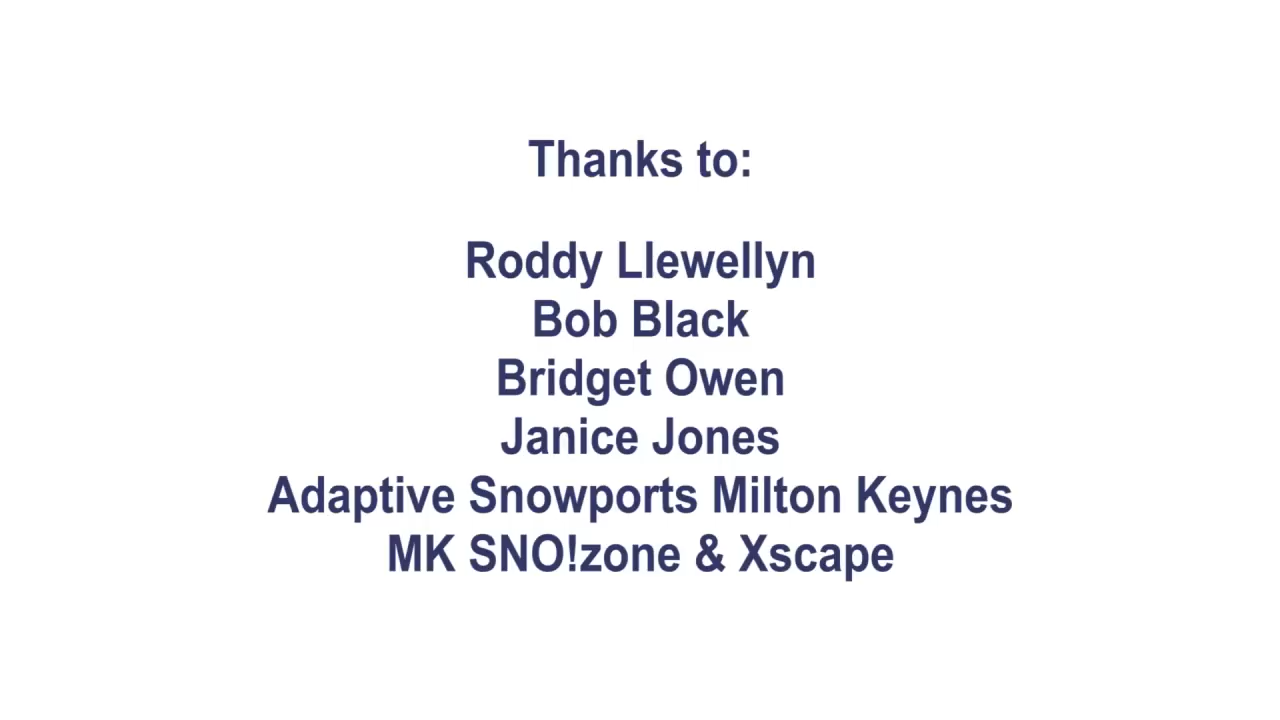 Thanks to:
Roddy Llewellyn
Bob Black
Bridget Owen
Janice Jones
Adaptive Snowports Milton Keynes
MK SNO!zone & Xscape